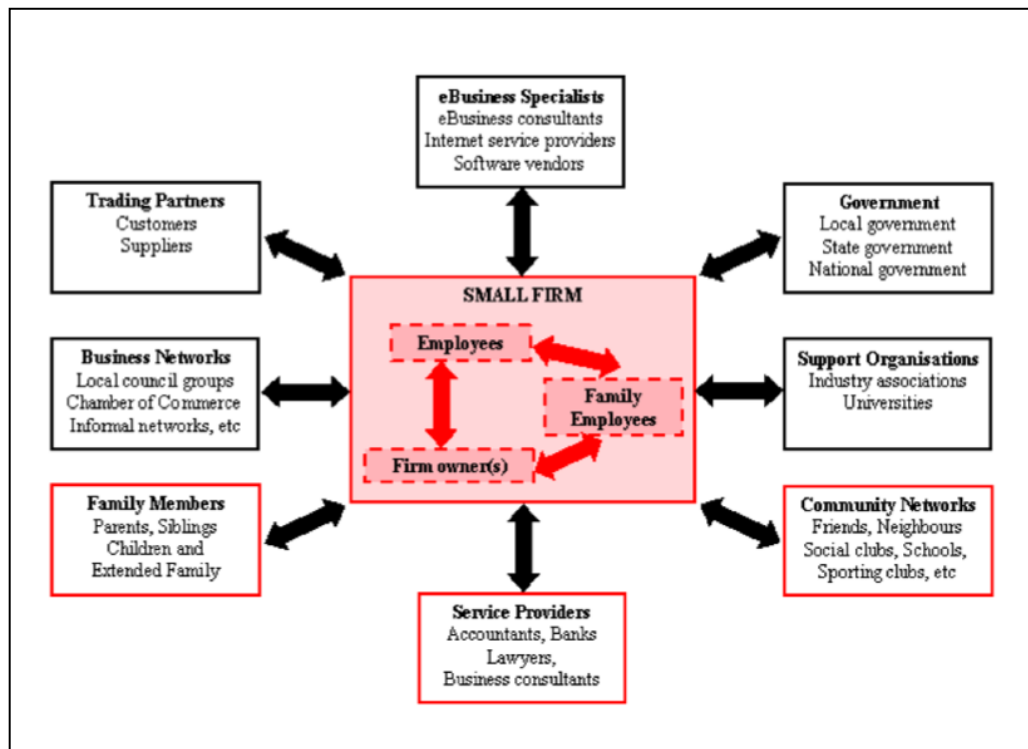 eBusiness Specialists
eBusiness consultants
Internet service providers
Software vendors
Trading Partners
Customers
Suppliers
Government
Local government
State government
National government
SMALL FIRM
Employees
Family
Employees
Firm owner(s)
Business Networks
Local council groups
Chamber of Commerce
Informal networks, etc
Support Organisations
Industry associations
Universities
Family Members
Parents, Siblings
Children and
Extended Family
Community Networks
Friends, Neighbours
Social clubs, Schools,
Sporting clubs, etc
Service Providers
Accountants, Banks
Lawyers,
Business consultants